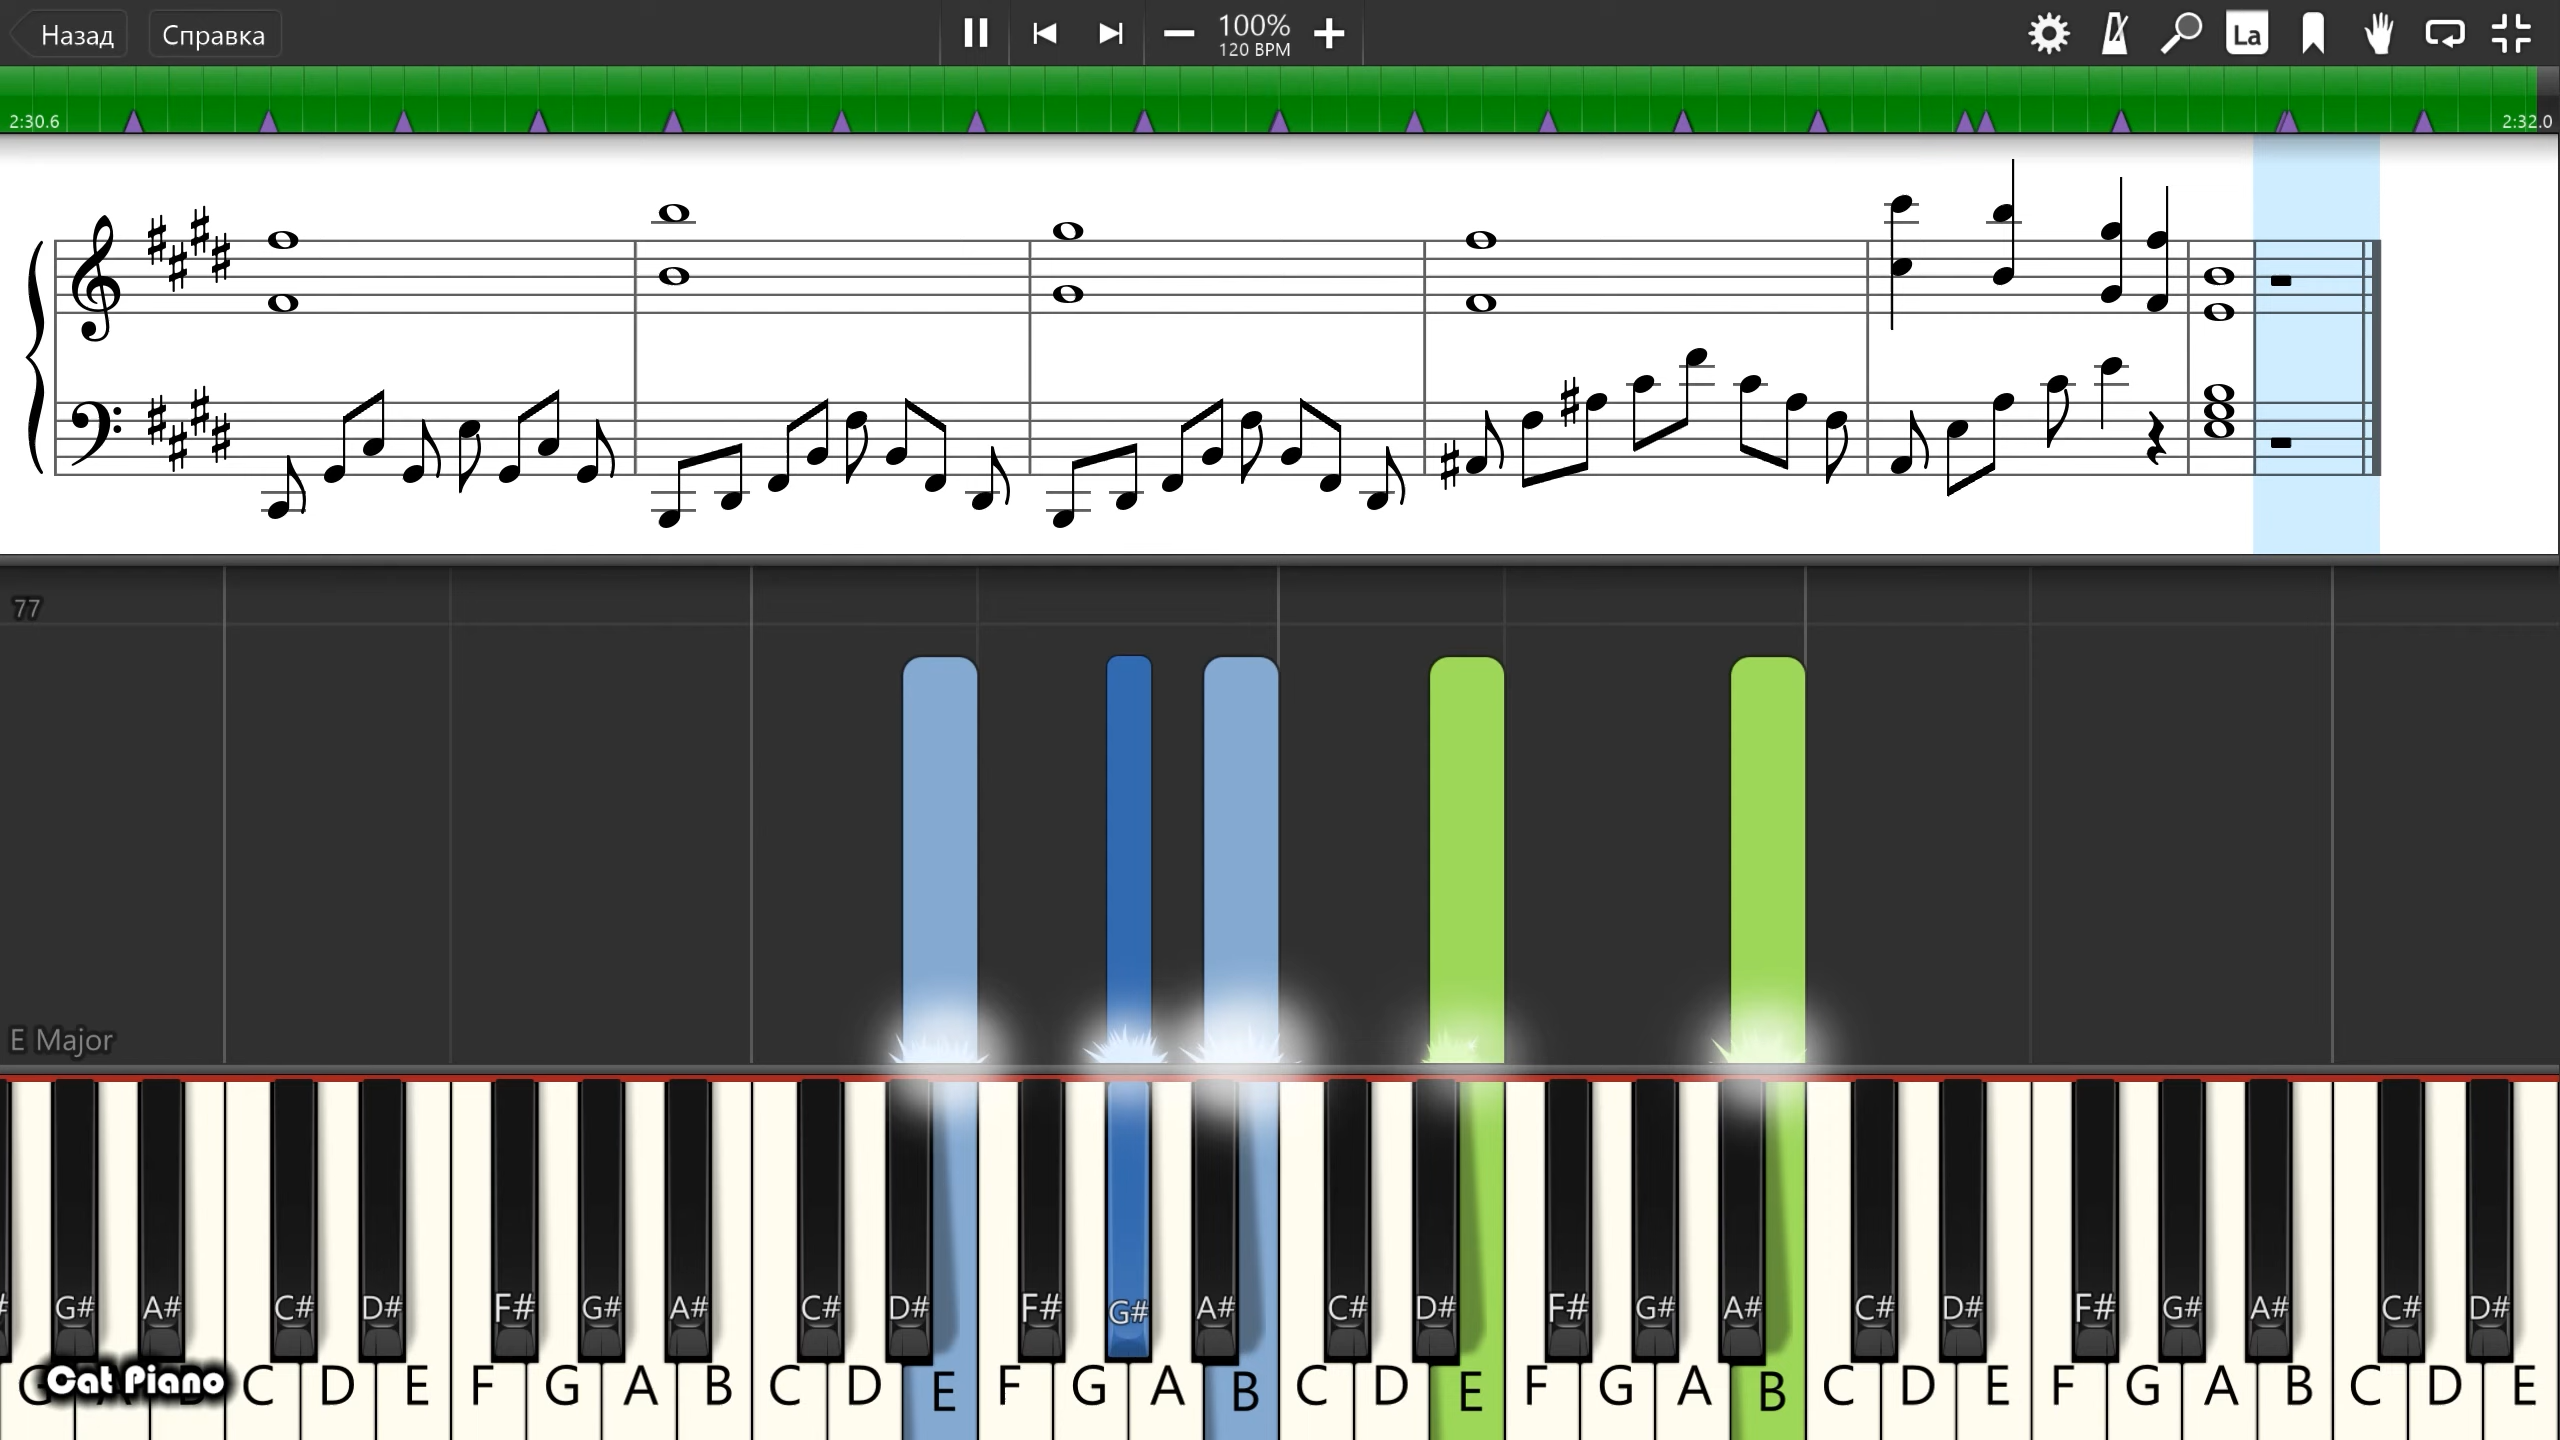 Назад Справка 100%
120 BPM La
2:30.6 2:32.0
77
E Major
G# A# C# D# F# G# A# C# D# F# G# A# C# D# F# G# A# C# D# F# G# A# C# D#
Cat Piano
C D E F G A B C D E F G A B C D E F G A B C D E F G A B C D E